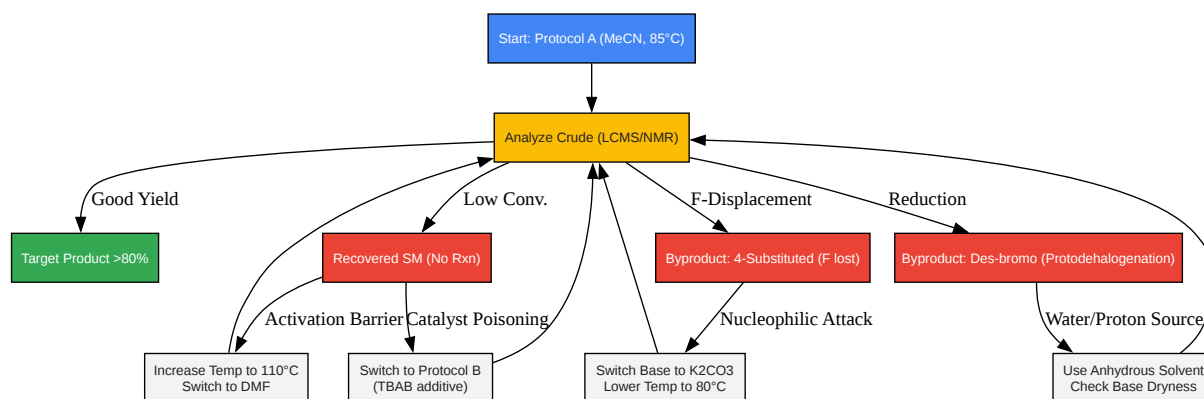 Start: Protocol A (MeCN, 85°C)
Analyze Crude (LCMS/NMR)
Good Yield
Low Conv.
F-Displacement
Reduction
Target Product >80%
Recovered SM (No Rxn)
Byproduct: 4-Substituted (F lost)
Byproduct: Des-bromo (Protodehalogenation)
Activation Barrier
Catalyst Poisoning
Nucleophilic Attack
Water/Proton Source
Increase Temp to 110°C
Switch to DMF
Switch to Protocol B
(TBAB additive)
Switch Base to K2CO3
Lower Temp to 80°C
Use Anhydrous Solvent
Check Base Dryness